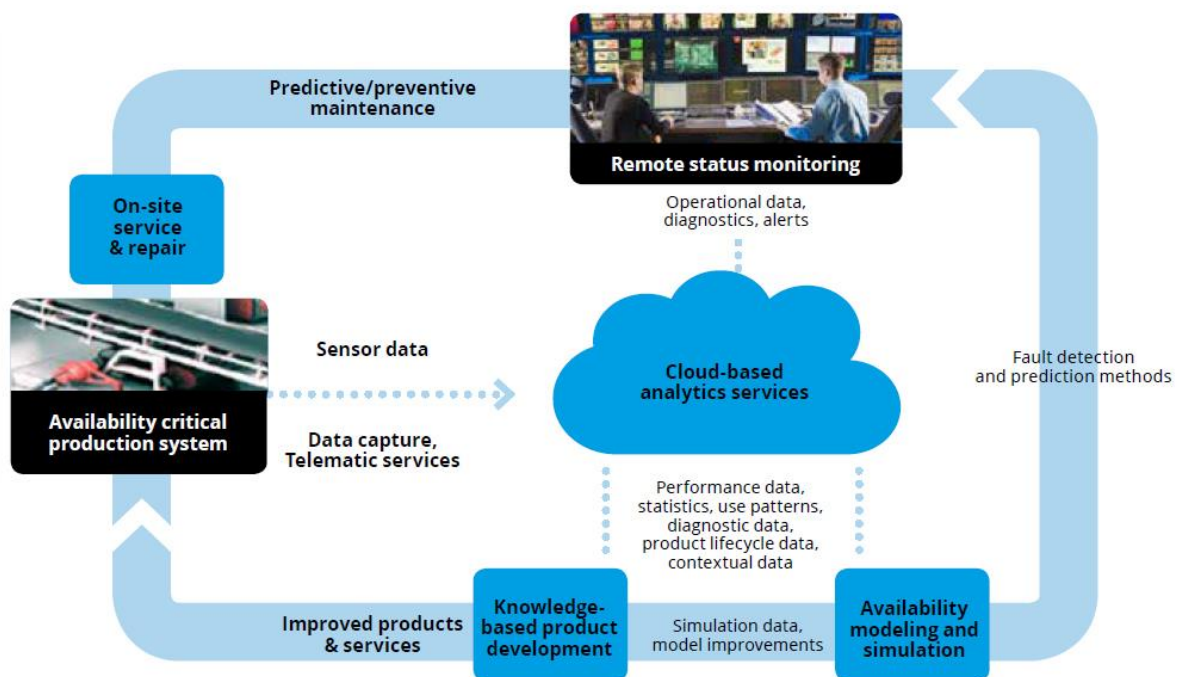 Predictive/preventive
maintenance
Remote status monitoring
On-site
service
& repair
Operational data,
diagnostics, alerts
Sensor data
Cloud-based
analytics services
Fault detection
and prediction methods
Availability critical
production system
Data capture,
Telematic services
Performance data,
statistics, use patterns,
diagnostic data,
product lifecycle data,
contextual data
Improved products
& services
Knowledge-
based product
development
Simulation data,
model improvements
Availability
modeling and
simulation